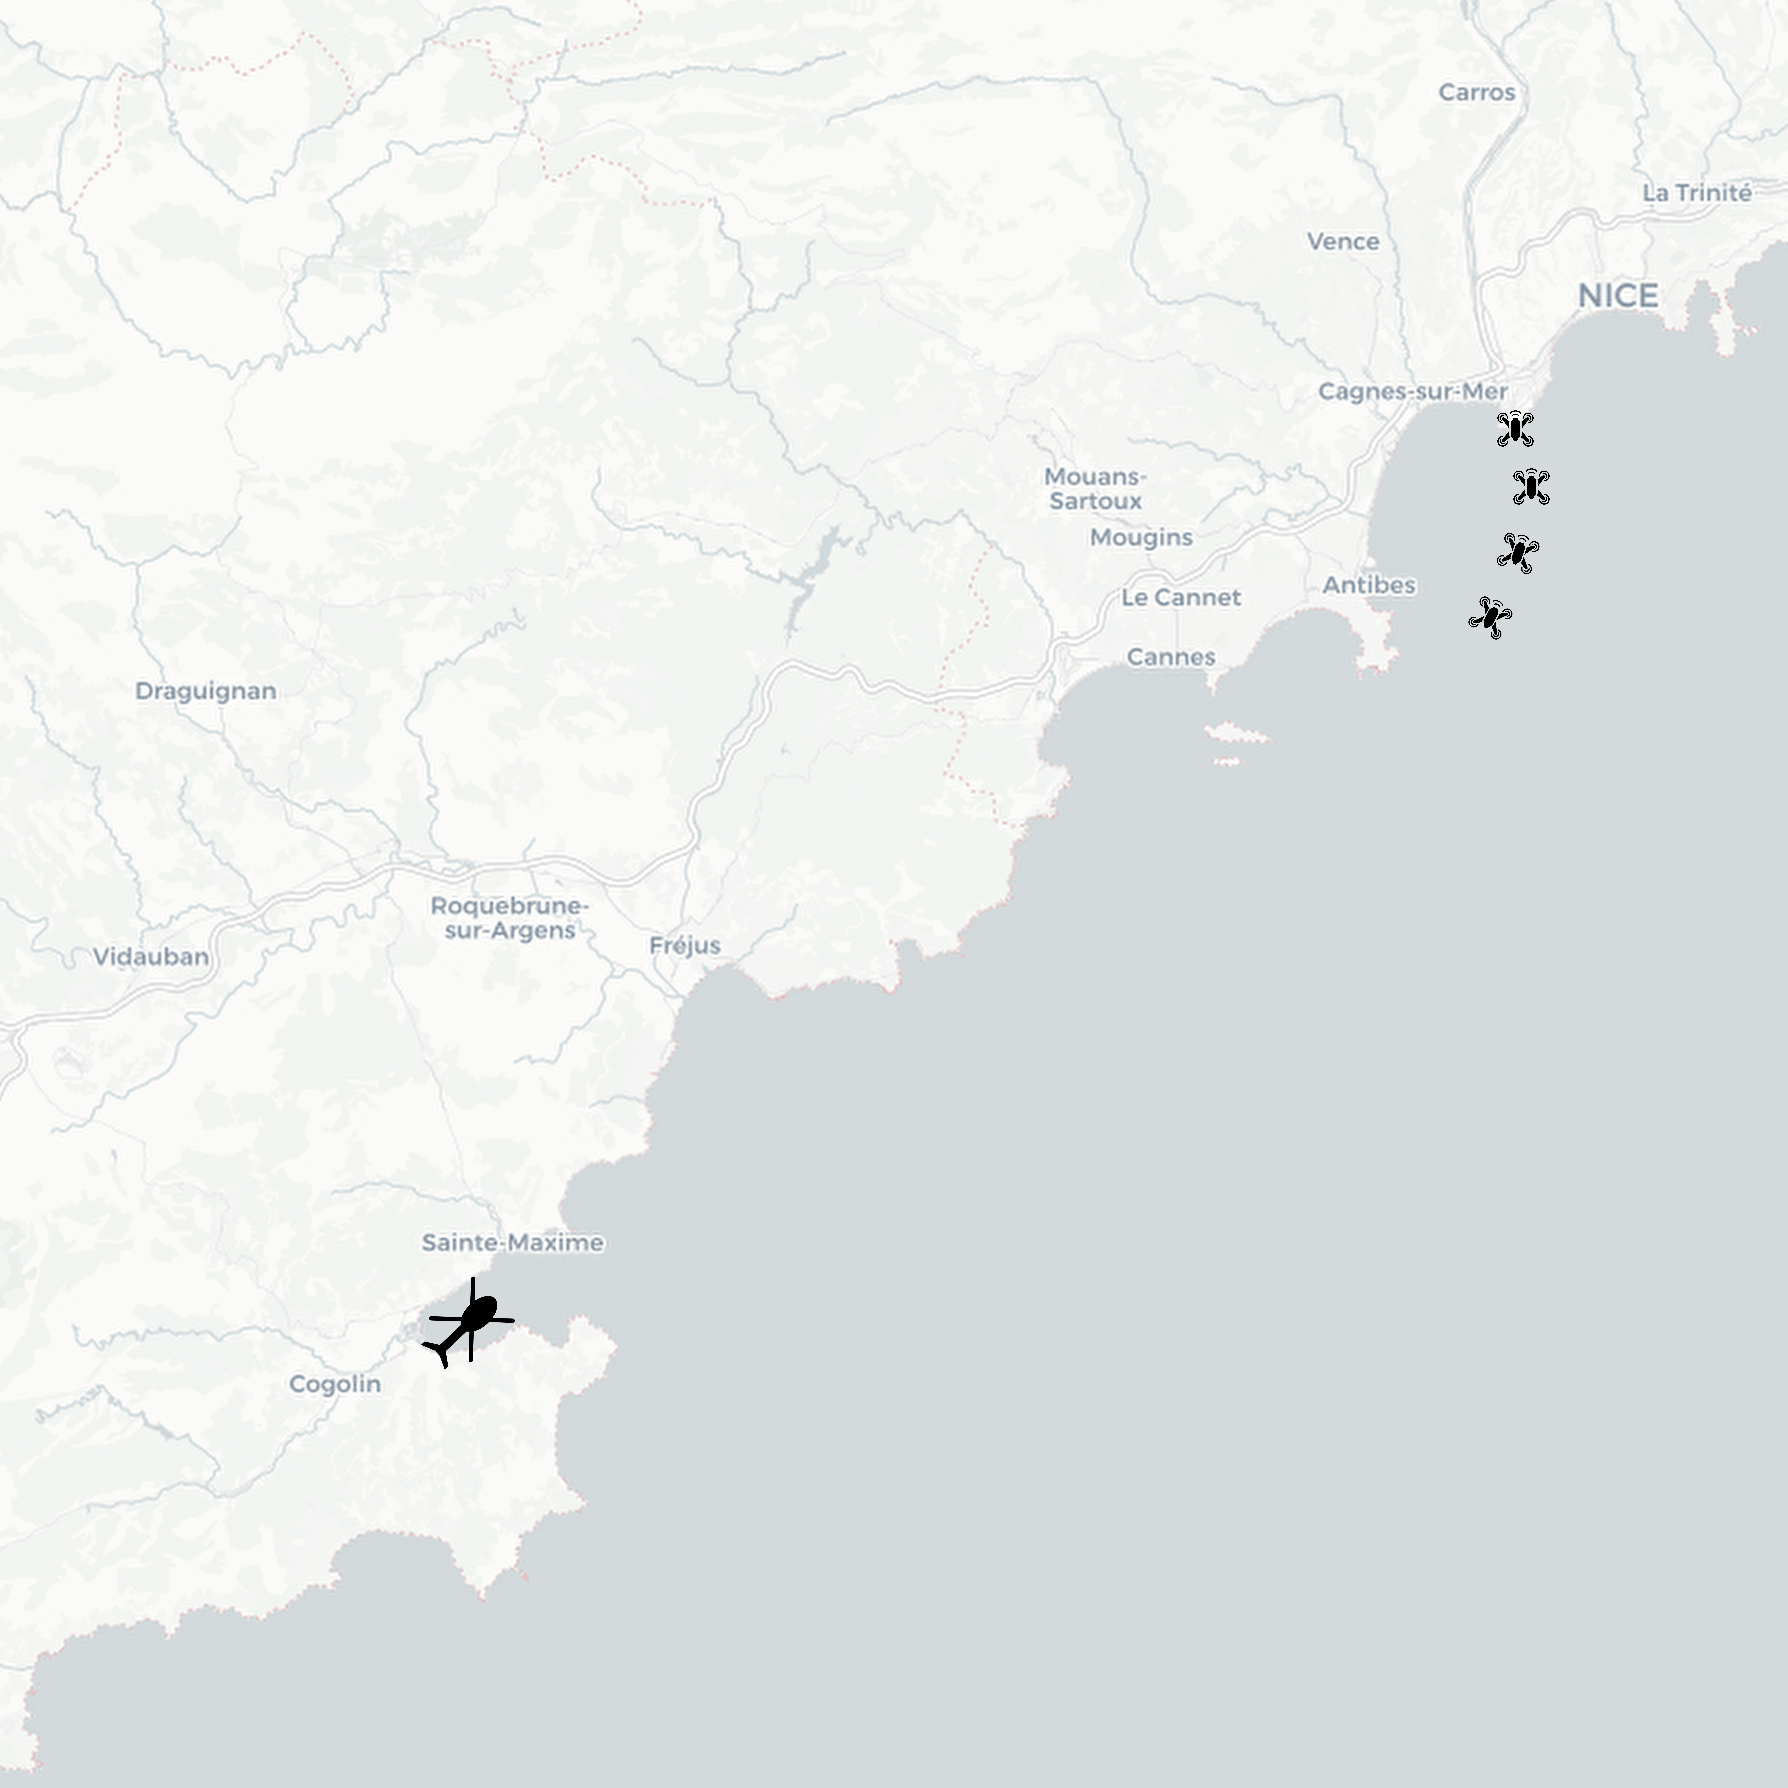 Carros
La Trinité
Vence
NICE
Cagnes-sur-Mer
Mouans-
Sartoux
Mougins
Antibes
Le Cannet
Cannes
Draguignan
Roquebrune-
sur-Argens
Fréjus
Vidauban
Sainte-Maxime
Cogolin